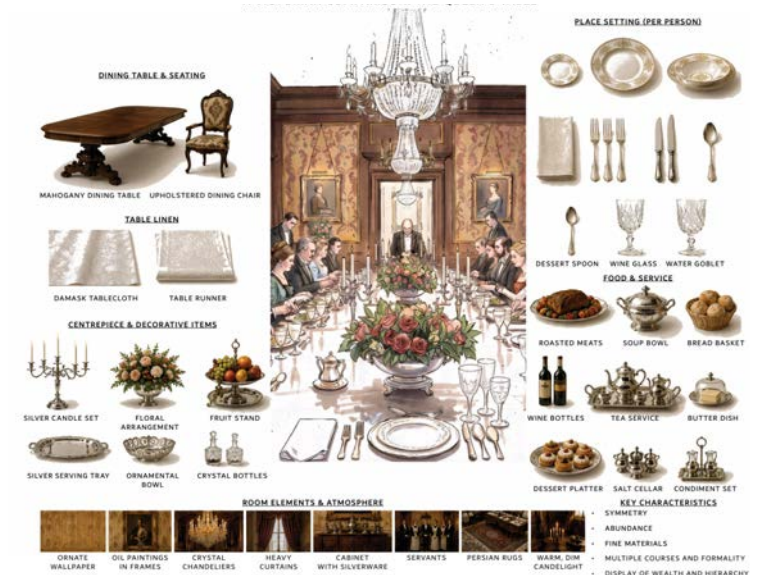 PLACE SETTING (PER PERSON)
DINING TABLE & SEATING
MAHOGANY DINING TABLE
UPHOLSTERED DINING CHAIR
TABLE LINEN
DAMASK TABLECLOTH
TABLE RUNNER
CENTREPIECE & DECORATIVE ITEMS
SILVER CANDLE SET
FLORAL
ARRANGEMENT
FRUIT STAND
SILVER SERVING TRAY
ORNAMENTAL
BOWL
CRYSTAL BOTTLES
DESSERT SPOON
WINE GLASS
WATER GOBLET
FOOD & SERVICE
ROASTED MEATS
SOUP BOWL
BREAD BASKET
WINE BOTTLES
TEA SERVICE
BUTTER DISH
DESSERT PLATTER
SALT CELLAR
CONDIMENT SET
ROOM ELEMENTS & ATMOSPHERE
ORNATE
WALLPAPER
OIL PAINTINGS
IN FRAMES
CRYSTAL
CHANDELIERS
HEAVY
CURTAINS
CABINET
WITH SILVERWARE
SERVANTS
PERSIAN RUGS
WARM, DIM
CANDLELIGHT
KEY CHARACTERISTICS
SYMMETRY
ABUNDANCE
FINE MATERIALS
MULTIPLE COURSES AND FORMALITY
DISPLAY OF WEALTH AND HIERARCHY